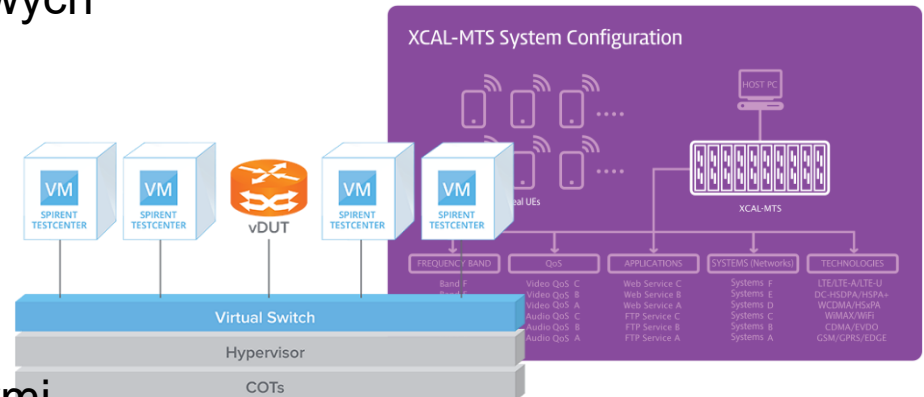 wych
XCAL-MTS System Configuration
HOST PC
XCAL-MTS
eal UEs
VM
SPIRENT
TESTCENTER
VM
SPIRENT
TESTCENTER
vDUT
VM
SPIRENT
TESTCENTER
VM
SPIRENT
TESTCENTER
FREQUENCY BAND
Band F
QoS
Video QoS C
Video QoS B
Video QoS A
Audio QoS C
Audio QoS B
Audio QoS A
APPLICATIONS
Web Service C
Web Service B
Web Service A
FTP Service C
FTP Service B
FTP Service A
SYSTEMS (Networks)
Systems F
Systems E
Systems D
Systems C
Systems B
Systems A
TECHNOLOGIES
LTE/LTE-A/LTE-U
DC-HSDPA/HSPA+
WCDMA/HSxPA
WiMAX/WiFi
CDMA/EVDO
GSM/GPRS/EDGE
Virtual Switch
Hypervisor
COTs
mi